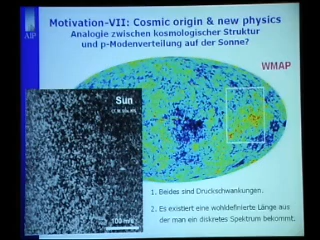 AIP
Motivation-VII: Cosmic origin & new physics
Analogie zwischen kosmologischer Struktur
und p-Modenverteilung auf der Sonne?
WMAP
Sun
100 m/s
1. Beides sind Druckschwankungen.
2. Es existiert eine wohldefinierte Länge aus
der man ein diskretes Spektrum bekommt.